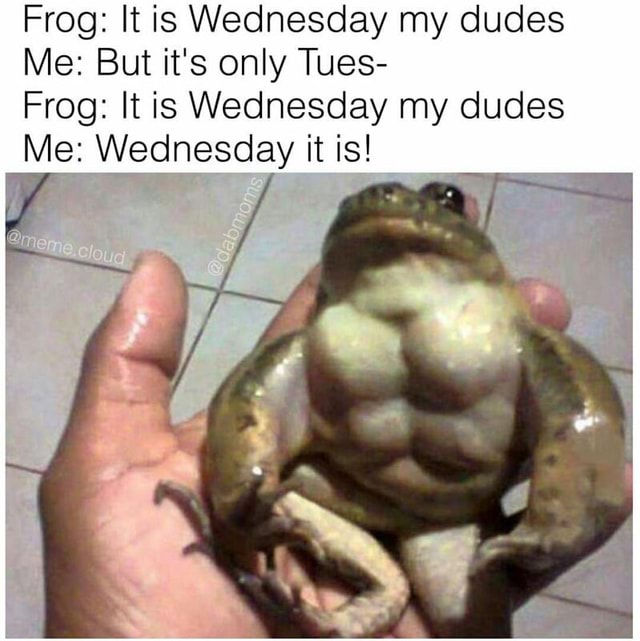 Frog: It is Wednesday my dudes
Me: But it's only Tues-
Frog: It is Wednesday my dudes
Me: Wednesday it is!
@meme.cloud
@dabmoms